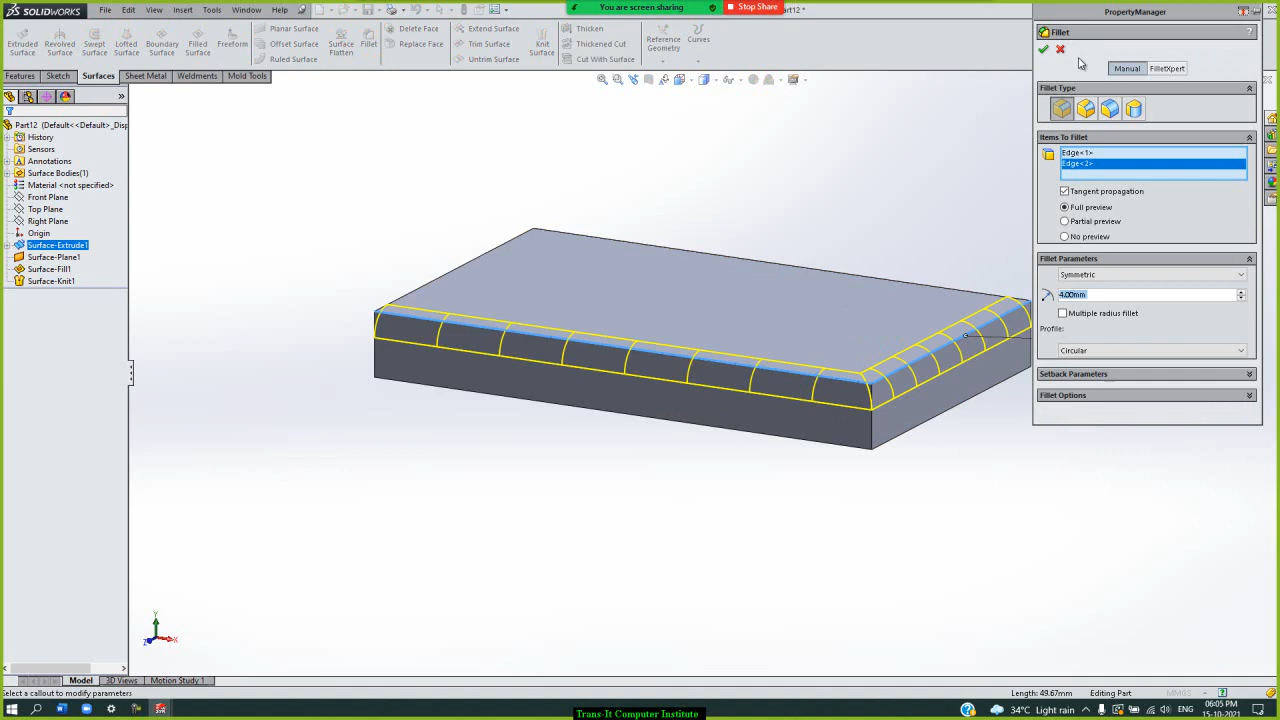 SOLIDWORKS File Edit View Insert Tools Window Help
You are screen sharing Stop Share
Part12 *
PropertyManager
Extruded Surface
Revolved Surface
Swept Surface
Lofted Surface
Boundary Surface
Filled Surface
Freeform
Planar Surface
Offset Surface
Ruled Surface
Surface Flatten
Fillet
Delete Face
Replace Face
Extend Surface
Trim Surface
Untrim Surface
Knit Surface
Thicken
Thickened Cut
Cut With Surface
Reference Geometry
Curves
Features Sketch Surfaces Sheet Metal Weldments Mold Tools
Part12 (Default<<Default>_Disp
History
Sensors
Annotations
Surface Bodies(1)
Material <not specified>
Front Plane
Top Plane
Right Plane
Origin
Surface-Extrude1
Surface-Plane1
Surface-Fill1
Surface-Knit1
Fillet ?
Manual FilletXpert
Fillet Type
Items To Fillet
Edge<1>
Edge<2>
Tangent propagation
Full preview
Partial preview
No preview
Fillet Parameters
Symmetric
4.00mm
Multiple radius fillet
Profile:
Circular
Setback Parameters
Fillet Options
Y
Z X
Model 3D Views Motion Study 1
Select a callout to modify parameters Length: 49.67mm Editing Part MMGS
34°C Light rain ENG 06:05 PM
15-10-2021
Trans-It Computer Institute